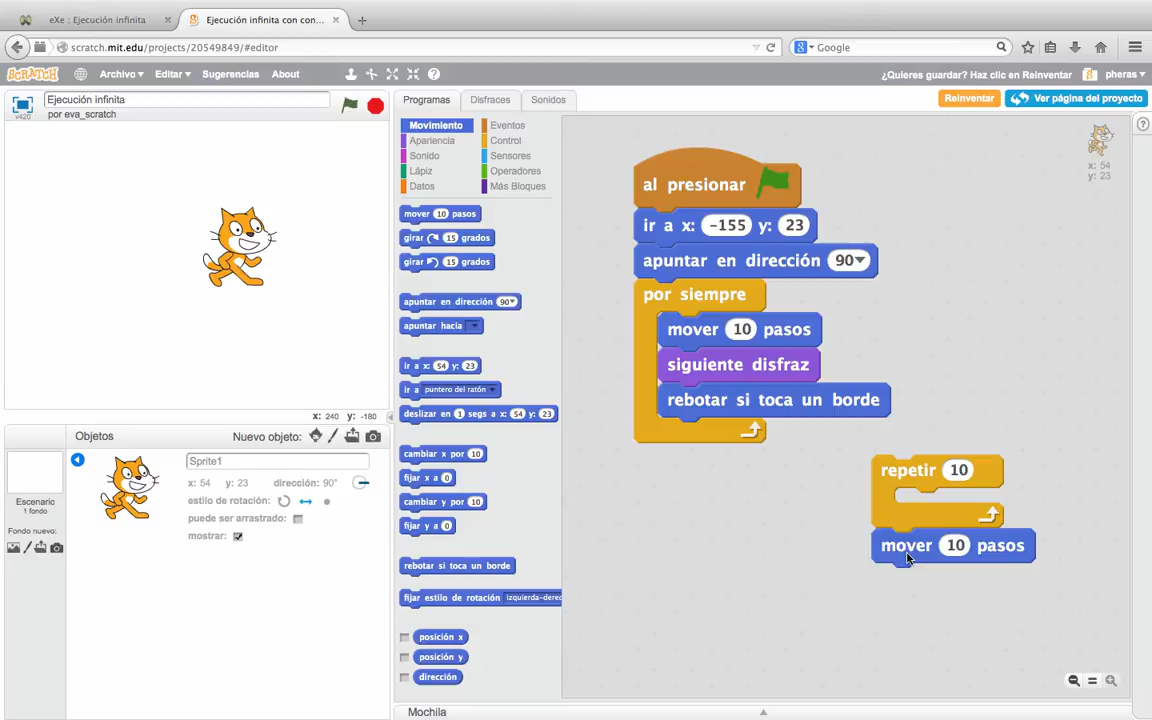 eXe : Ejecución infinita
Ejecución infinita con con...
scratch.mit.edu/projects/20549849/#editor
Google
SCRATCH
Archivo
Editar
Sugerencias
About
¿Quieres guardar? Haz clic en Reinventar
pheras
Ejecución infinita
por eva_scratch
v420
Programas
Disfraces
Sonidos
Reinventar
Ver página del proyecto
Movimiento
Apariencia
Sonido
Lápiz
Datos
Eventos
Control
Sensores
Operadores
Más Bloques
mover 10 pasos
girar 15 grados
girar 15 grados
apuntar en dirección 90
apuntar hacia
ir a x: 54 y: 23
ir a puntero del ratón
deslizar en 1 segs a x: 54 y: 23
cambiar x por 10
fijar x a 0
cambiar y por 10
fijar y a 0
rebotar si toca un borde
fijar estilo de rotación izquierda-derec
posición x
posición y
dirección
al presionar
ir a x: -155 y: 23
apuntar en dirección 90
por siempre
mover 10 pasos
siguiente disfraz
rebotar si toca un borde
repetir 10
mover 10 pasos
x: 54
y: 23
x: 240 y: -180
Objetos
Nuevo objeto:
Escenario
1 fondo
Fondo nuevo:
Sprite1
x: 54 y: 23 dirección: 90°
estilo de rotación:
puede ser arrastrado:
mostrar:
Mochila